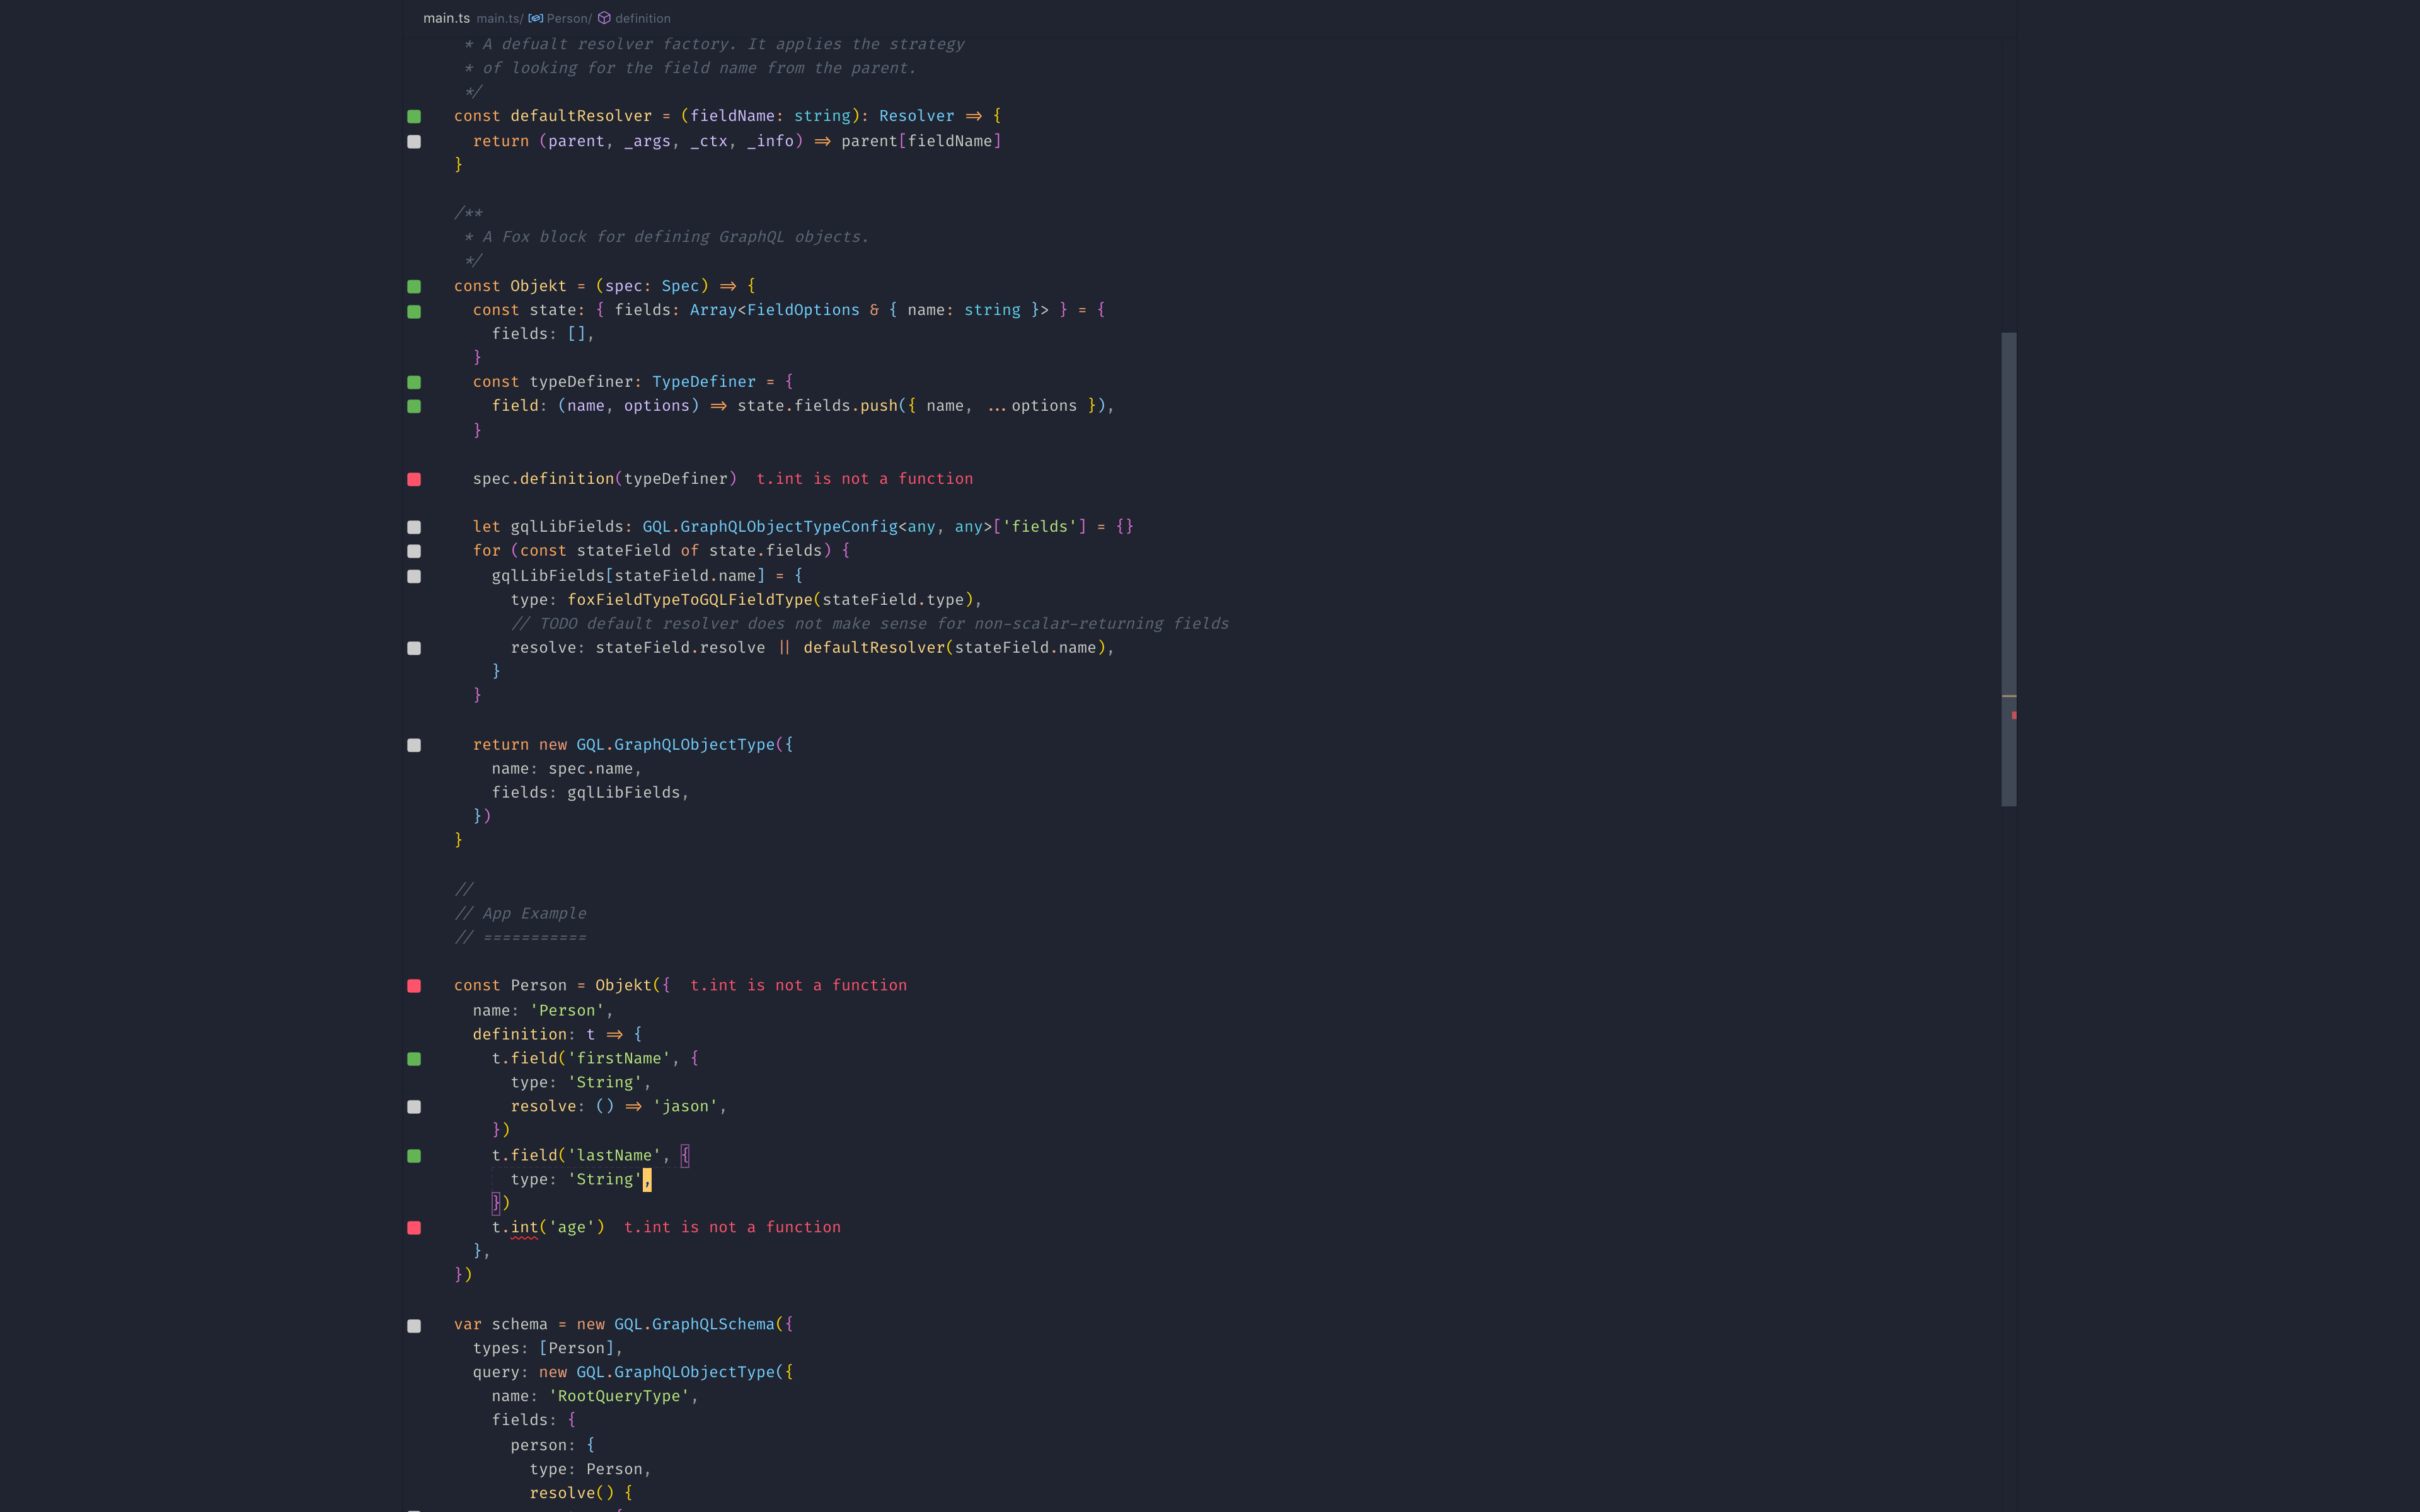 main.ts main.ts/ Person/ definition
 * A defualt resolver factory. It applies the strategy
 * of looking for the field name from the parent.
 */
const defaultResolver = (fieldName: string): Resolver => {
  return (parent, _args, _ctx, _info) => parent[fieldName]
}
/**
 * A Fox block for defining GraphQL objects.
 */
const Objekt = (spec: Spec) => {
  const state: { fields: Array<FieldOptions & { name: string }> } = {
    fields: [],
  }
  const typeDefiner: TypeDefiner = {
    field: (name, options) => state.fields.push({ name, ...options }),
  }
  spec.definition(typeDefiner)  t.int is not a function
  let gqlLibFields: GQL.GraphQLObjectTypeConfig<any, any>['fields'] = {}
  for (const stateField of state.fields) {
    gqlLibFields[stateField.name] = {
      type: foxFieldTypeToGQLFieldType(stateField.type),
      // TODO default resolver does not make sense for non-scalar-returning fields
      resolve: stateField.resolve || defaultResolver(stateField.name),
    }
  }
  return new GQL.GraphQLObjectType({
    name: spec.name,
    fields: gqlLibFields,
  })
}
//
// App Example
// ===========
const Person = Objekt({  t.int is not a function
  name: 'Person',
  definition: t => {
    t.field('firstName', {
      type: 'String',
      resolve: () => 'jason',
    })
    t.field('lastName', {
      type: 'String',
    })
    t.int('age')  t.int is not a function
  },
})
var schema = new GQL.GraphQLSchema({
  types: [Person],
  query: new GQL.GraphQLObjectType({
    name: 'RootQueryType',
    fields: {
      person: {
        type: Person,
        resolve() {